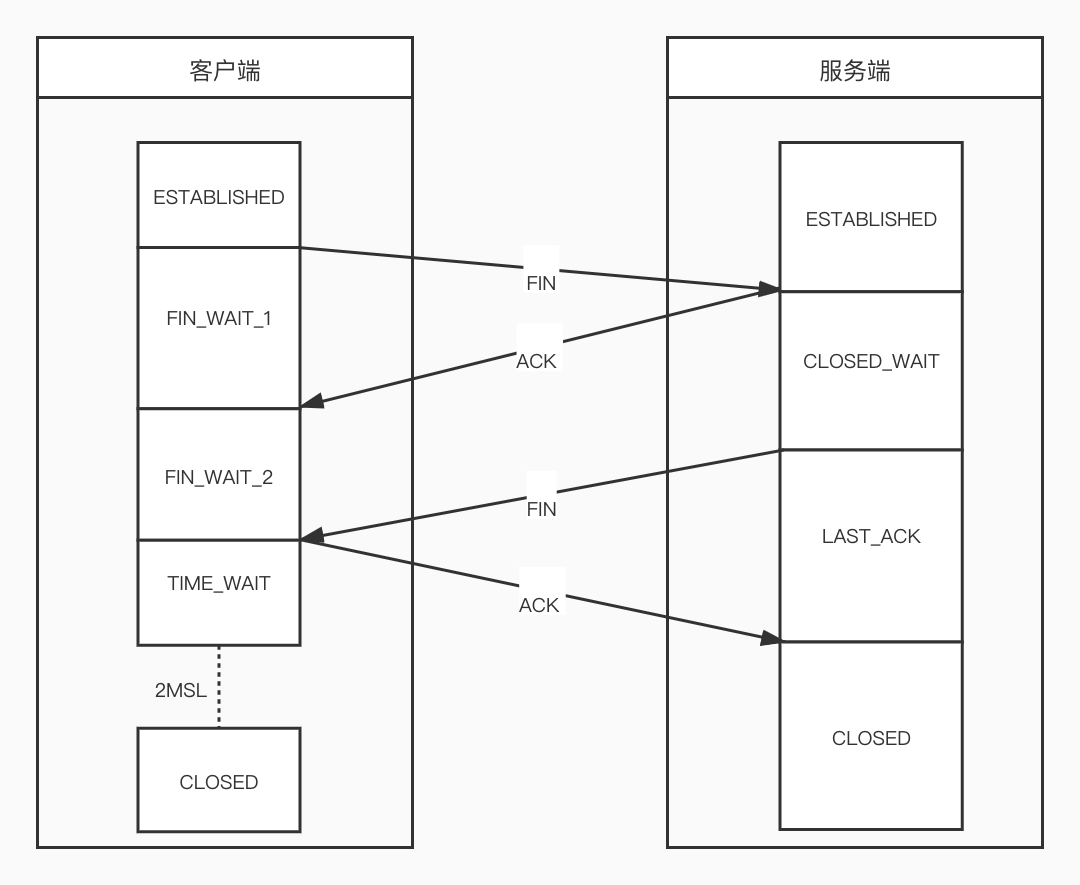 客户端
服务端
ESTABLISHED
ESTABLISHED
FIN
FIN_WAIT_1
ACK
CLOSED_WAIT
FIN_WAIT_2
FIN
LAST_ACK
TIME_WAIT
ACK
2MSL
CLOSED
CLOSED